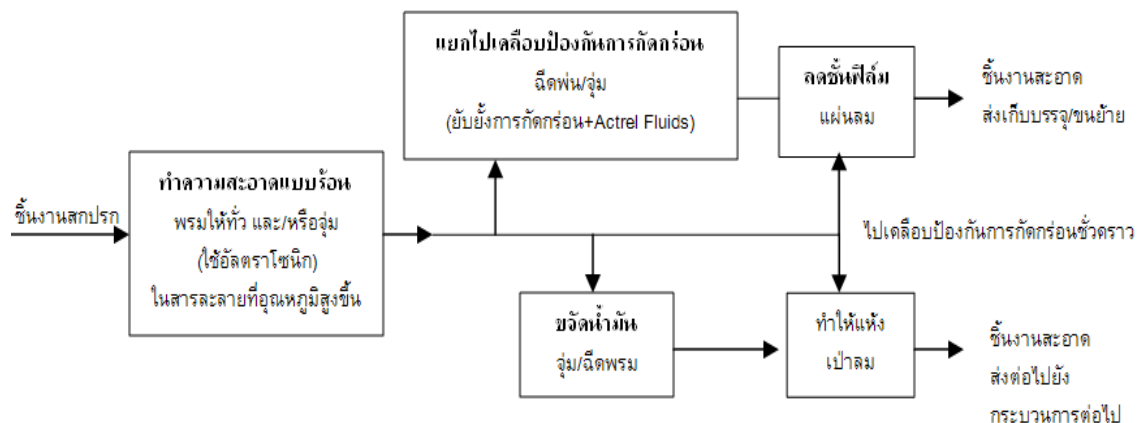 ชิ้นงานสกปรก
ทำความสะอาดแบบร้อน
พรมให้ทั่ว และ/หรือจุ่ม
(ใช้อัลตราโซนิก)
ในสารละลายที่อุณหภูมิสูงขึ้น
แยกไปเคลือบป้องกันการกัดกร่อน
ฉีดพ่น/จุ่ม
(ยับยั้งการกัดกร่อน+Actrel Fluids)
ลดชั้นฟิล์ม
แผ่นลม
ชิ้นงานสะอาด
ส่งเก็บบรรจุ/ขนย้าย
ไปเคลือบป้องกันการกัดกร่อนชั่วคราว
ขจัดน้ำมัน
จุ่ม/ฉีดพรม
ทำให้แห้ง
เป่าลม
ชิ้นงานสะอาด
ส่งต่อไปยัง
กระบวนการต่อไป